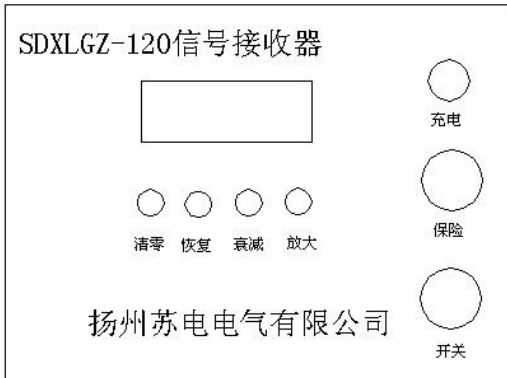 SDXLGZ-120信号接收器
充电
清零 恢复 衰减 放大
保险
扬州苏电电气有限公司
开关